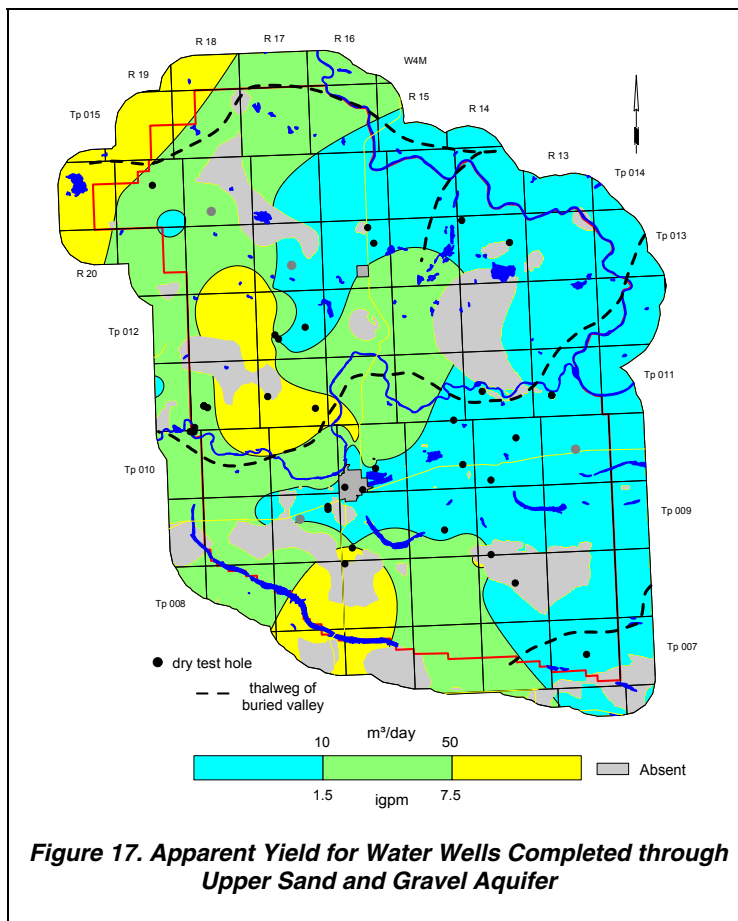 R 16
R 17
R 18
W4M
R 19
R 15
Tp 015
R 14
R 13
Tp 014
Tp 013
R 20
Tp 012
Tp 011
Tp 010
Tp 009
Tp 008
Tp 007
dry test hole
thalweg of
buried valley
m³/day
10 50
Absent
1.5 igpm 7.5
Figure 17. Apparent Yield for Water Wells Completed through
Upper Sand and Gravel Aquifer